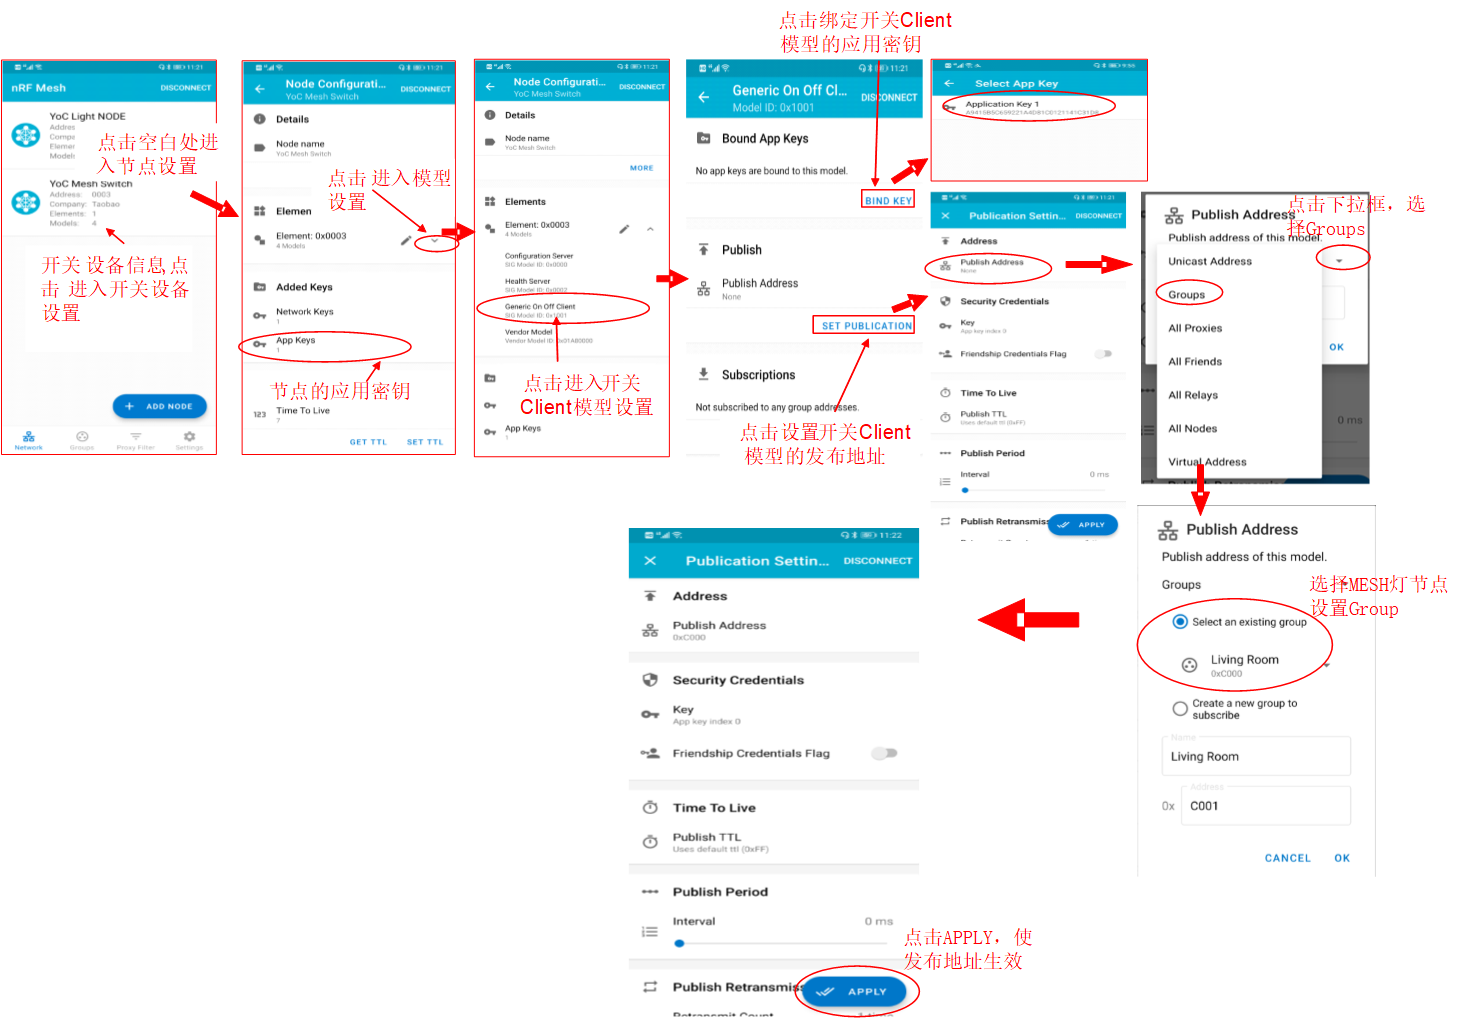 点击绑定开关Client
模型的应用密钥
11:21
nRF Mesh
DISCONNECT
YoC Light NODE
Addres
Compa
Elemer
Models
点击空白处进
入节点设置
YoC Mesh Switch
Address: 0003
Company: Taobao
Elements: 1
Models: 4
开关 设备信息,点
击 进入开关设备
设置
ADD NODE
Network
Groups
Proxy Filter
Settings
11:21
Node Configurati...
YoC Mesh Switch
DISCONNECT
Details
Node name
YoC Mesh Switch
点击 进入模型
设置
Elemen
Element: 0x0003
4 Models
Added Keys
Network Keys
1
App Keys
1
节点的应用密钥
Time To Live
123
7
GET TTL
SET TTL
11:21
Node Configurati...
YoC Mesh Switch
DISCONNECT
Details
Node name
YoC Mesh Switch
MORE
Elements
Element: 0x0003
4 Models
Configuration Server
SIG Model ID: 0x0000
Health Server
SIG Model ID: 0x0002
Generic On Off Client
SIG Model ID: 0x1001
Vendor Model
Vendor Model ID: 0x01A80000
点击进入开关
Client模型设置
App Keys
1
11:21
Generic On Off Cl...
Model ID: 0x1001
DISCONNECT
Bound App Keys
No app keys are bound to this model.
BIND KEY
Publish
Publish Address
None
SET PUBLICATION
Subscriptions
Not subscribed to any group addresses.
点击设置开关Client
模型的发布地址
9:56
Select App Key
Application Key 1
11:21
Publication Settin...
DISCONNECT
Address
Publish Address
None
Security Credentials
Key
App key index 0
Friendship Credentials Flag
Time To Live
Publish TTL
Uses default ttl (0xFF)
Publish Period
Interval
0 ms
Publish Retransmiss
APPLY
Publish Address
Publish address of this model.
点击下拉框，选
择Groups
Unicast Address
Groups
All Proxies
All Friends
All Relays
All Nodes
Virtual Address
OK
0 ms
Publish Address
Publish address of this model.
Groups
选择MESH灯节点
设置Group
Select an existing group
Living Room
0xC000
Create a new group to
subscribe
Name
Living Room
Address
0x
C001
CANCEL
OK
11:22
Publication Settin...
DISCONNECT
Address
Publish Address
0xC000
Security Credentials
Key
App key index 0
Friendship Credentials Flag
Time To Live
Publish TTL
Uses default ttl (0xFF)
Publish Period
Interval
0 ms
点击APPLY，使
发布地址生效
Publish Retransmiss
APPLY
Retransmit Count